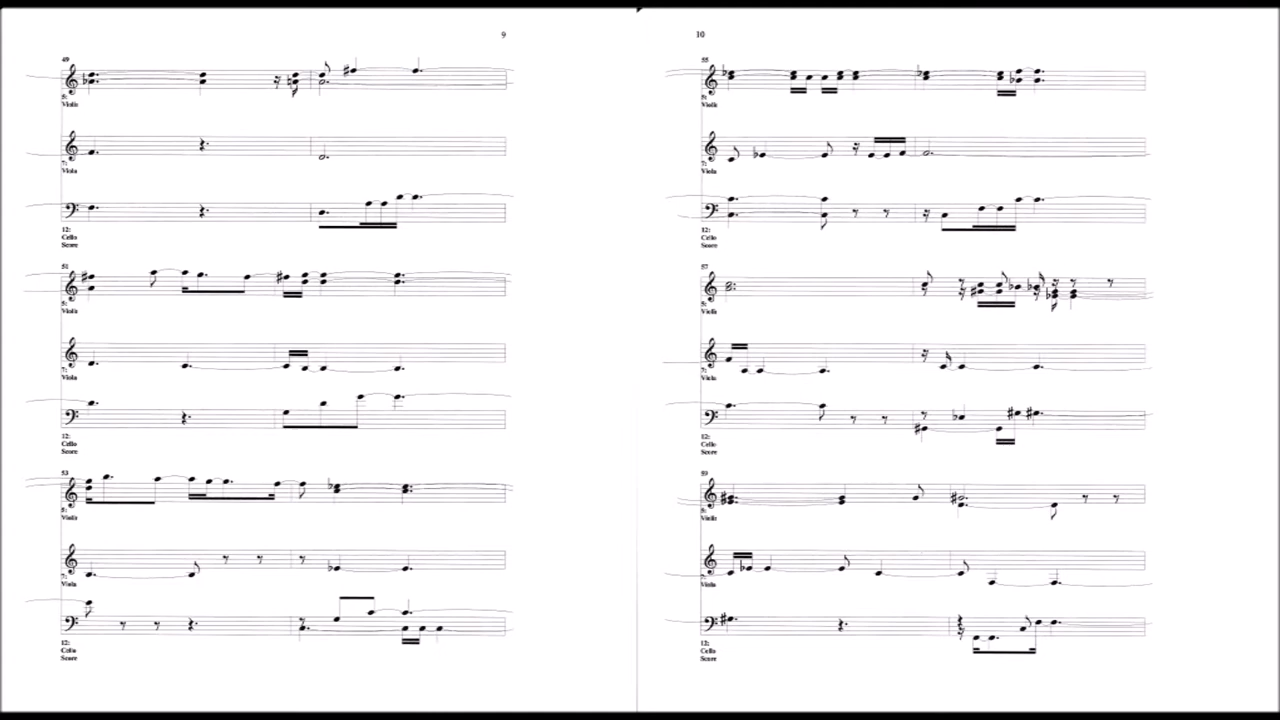 9
49
5:
Violin
7:
Viola
12:
Cello
Score
51
5:
Violin
7:
Viola
12:
Cello
Score
53
5:
Violin
7:
Viola
12:
Cello
Score
10
55
5:
Violin
7:
Viola
12:
Cello
Score
57
5:
Violin
7:
Viola
12:
Cello
Score
59
5:
Violin
7:
Viola
12:
Cello
Score